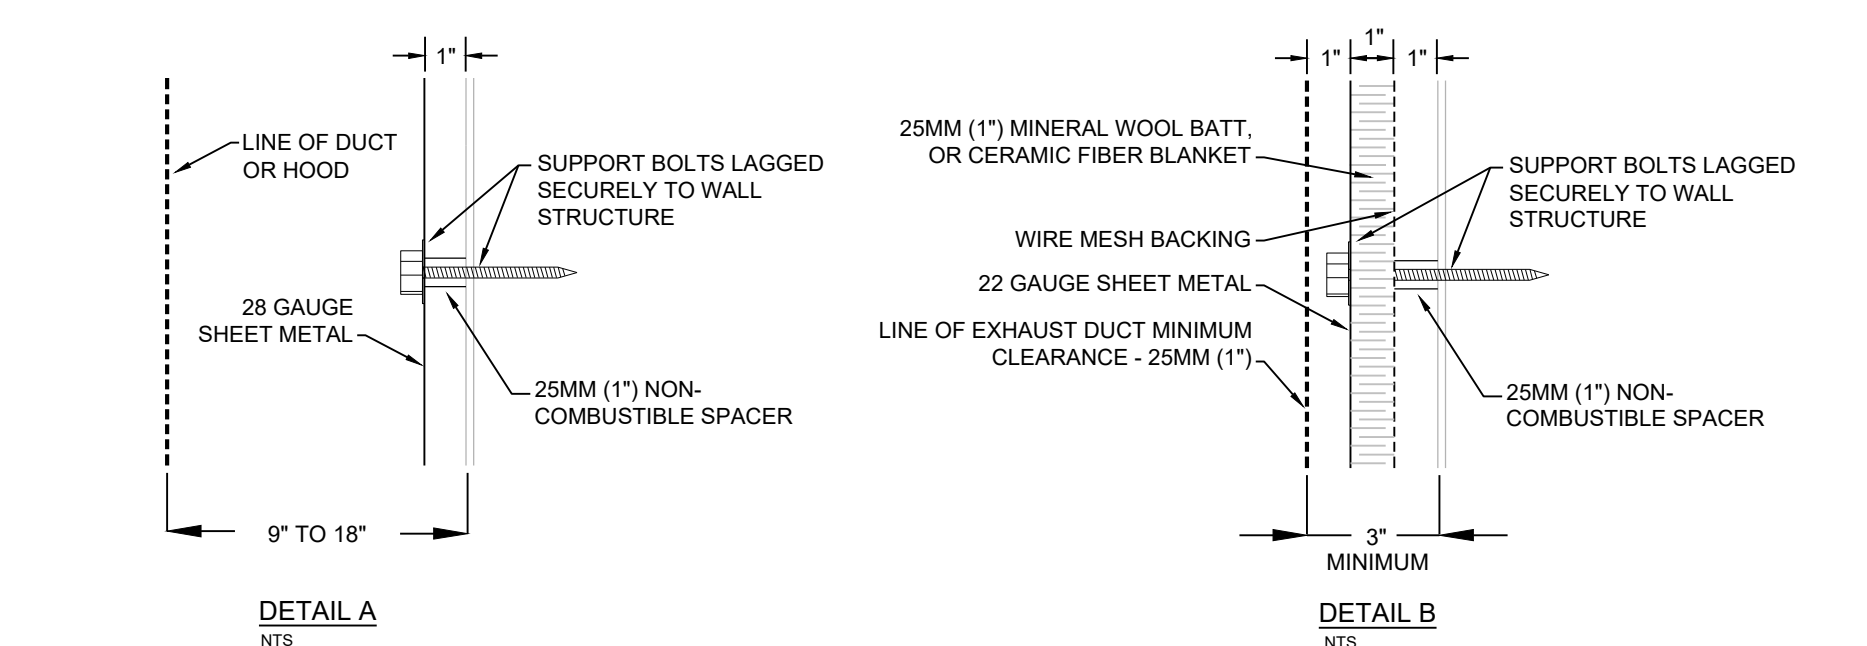 1"
LINE OF DUCT
OR HOOD
SUPPORT BOLTS LAGGED
SECURELY TO WALL
STRUCTURE
28 GAUGE
SHEET METAL
25MM (1") NON-
COMBUSTIBLE SPACER
9" TO 18"
DETAIL A
NTS
1"
1"
1"
25MM (1") MINERAL WOOL BATT,
OR CERAMIC FIBER BLANKET
SUPPORT BOLTS LAGGED
SECURELY TO WALL
STRUCTURE
WIRE MESH BACKING
22 GAUGE SHEET METAL
LINE OF EXHAUST DUCT MINIMUM
CLEARANCE - 25MM (1")
25MM (1") NON-
COMBUSTIBLE SPACER
3"
MINIMUM
DETAIL B
NTS